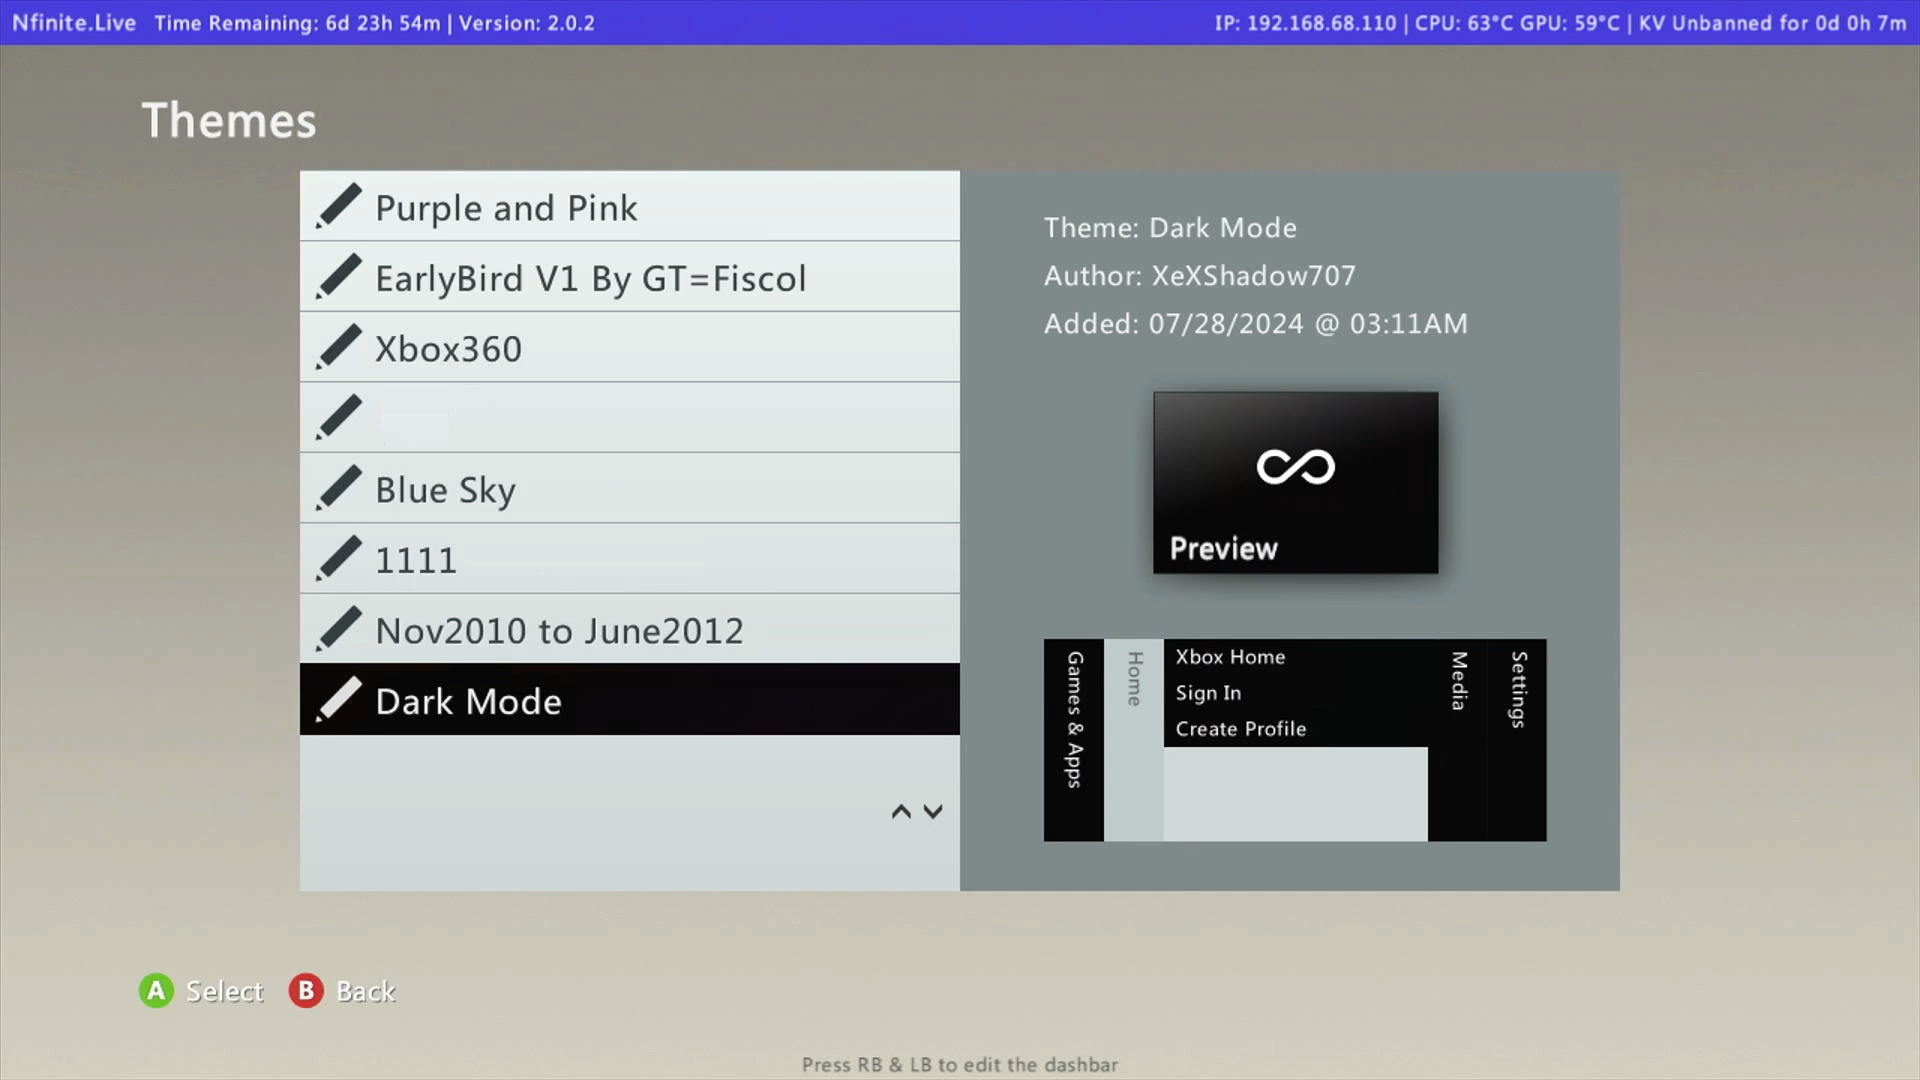 Nfinite.Live Time Remaining: 6d 23h 54m | Version: 2.0.2
IP: 192.168.68.110 | CPU: 63°C GPU: 59°C | KV Unbanned for 0d 0h 7m
Themes
Purple and Pink
EarlyBird V1 By GT=Fiscol
Xbox360
Blue Sky
1111
Nov2010 to June2012
Dark Mode
Theme: Dark Mode
Author: XeXShadow707
Added: 07/28/2024 @ 03:11AM
Preview
Games & Apps
Home
Xbox Home
Sign In
Create Profile
Media
Settings
A Select B Back
Press RB & LB to edit the dashbar